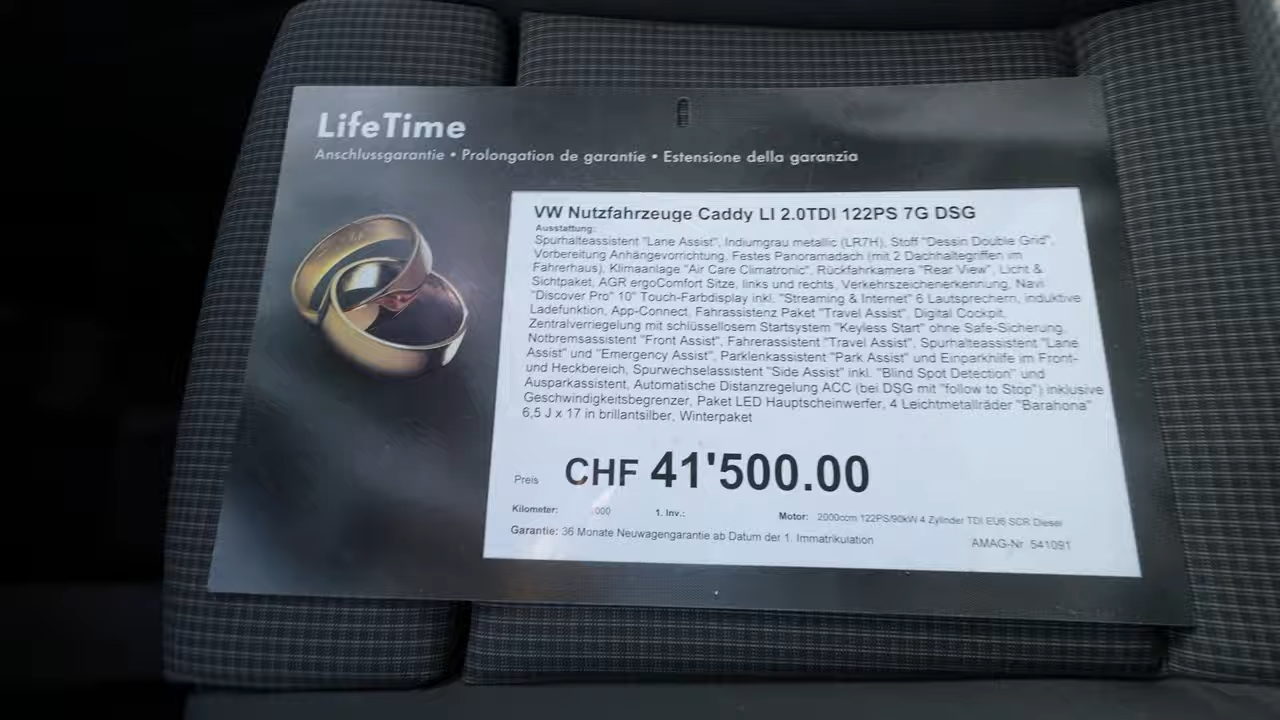 LifeTime
Anschlussgarantie • Prolongation de garantie • Estensione della garanzia
VW Nutzfahrzeuge Caddy LI 2.0TDI 122PS 7G DSG
Ausstattung:
Spurhalteassistent "Lane Assist", Indiumgrau metallic (LR7H), Stoff "Dessin Double Grid",
Vorbereitung Anhängevorrichtung, Festes Panoramadach (mit 2 Dachhaltegriffen im
Fahrerhaus), Klimaanlage "Air Care Climatronic", Rückfahrkamera "Rear View", Licht &
Sichtpaket, AGR ergoComfort Sitze, links und rechts, Verkehrszeichenerkennung, Navi
"Discover Pro" 10" Touch-Farbdisplay inkl. "Streaming & Internet" 6 Lautsprechern, induktive
Ladefunktion, App-Connect, Fahrassistenz Paket "Travel Assist", Digital Cockpit,
Zentralverriegelung mit schlüssellosem Startsystem "Keyless Start" ohne Safe-Sicherung,
Notbremsassistent "Front Assist", Fahrerassistent "Travel Assist", Spurhalteassistent "Lane
Assist" und "Emergency Assist", Parklenkassistent "Park Assist" und Einparkhilfe im Front-
und Heckbereich, Spurwechselassistent "Side Assist" inkl. "Blind Spot Detection" und
Ausparkassistent, Automatische Distanzregelung ACC (bei DSG mit "follow to Stop") inklusive
Geschwindigkeitsbegrenzer, Paket LED Hauptscheinwerfer, 4 Leichtmetallräder "Barahona"
6,5 J x 17 in brillantsilber, Winterpaket
Preis CHF 41'500.00
Kilometer: 000 1. Inv.: Motor: 2000ccm 122PS/90kW 4 Zylinder TDI EU6 SCR Diesel
Garantie: 36 Monate Neuwagengarantie ab Datum der 1. Immatrikulation
AMAG-Nr 541091